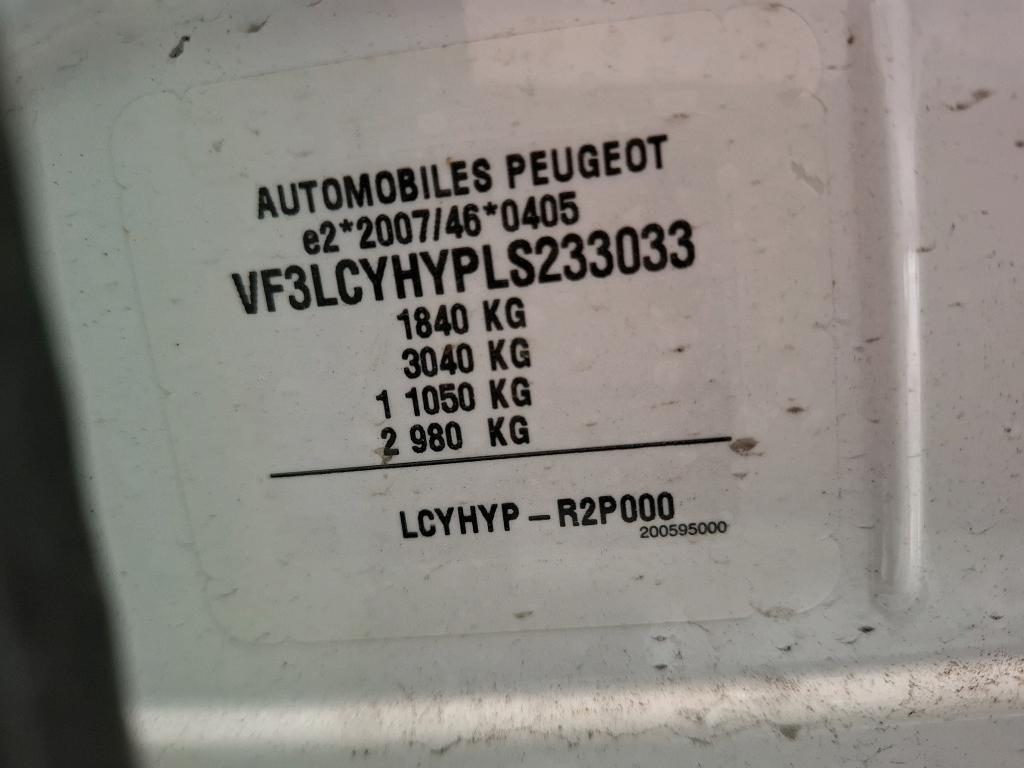 AUTOMOBILES PEUGEOT
e2*2007/46*0405
VF3LCYHYPLS233033
1840 KG
3040 KG
1 1050 KG
2 980 KG
LCYHYP – R2P000
200595000